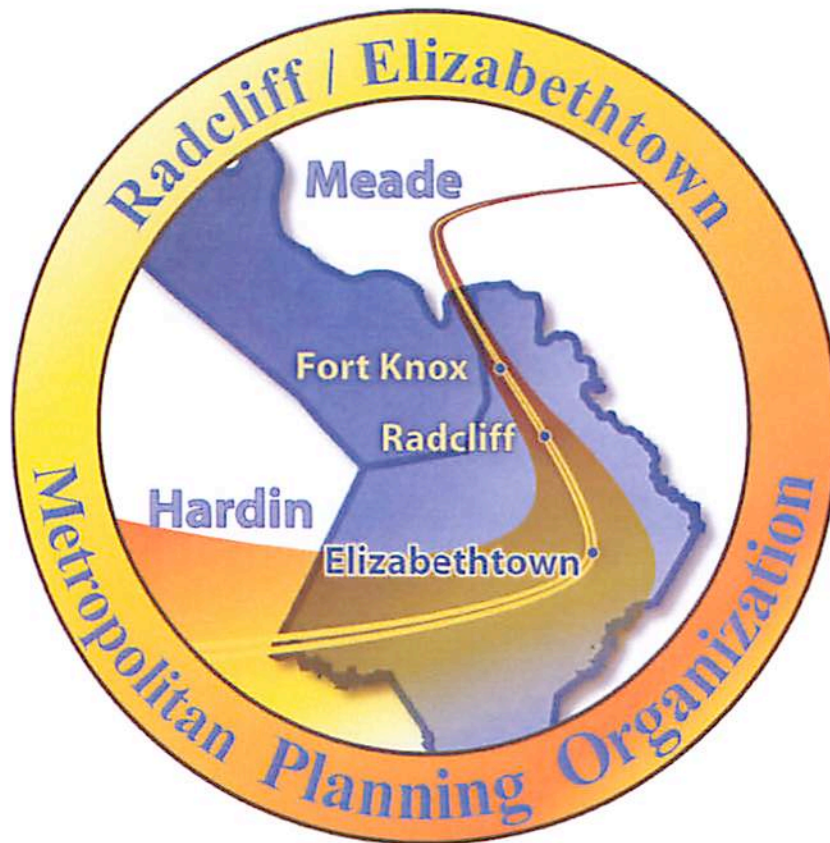 Radcliff / Elizabethtown
Meade
Fort Knox
Radcliff
Hardin
Elizabethtown
Metropolitan Planning Organization